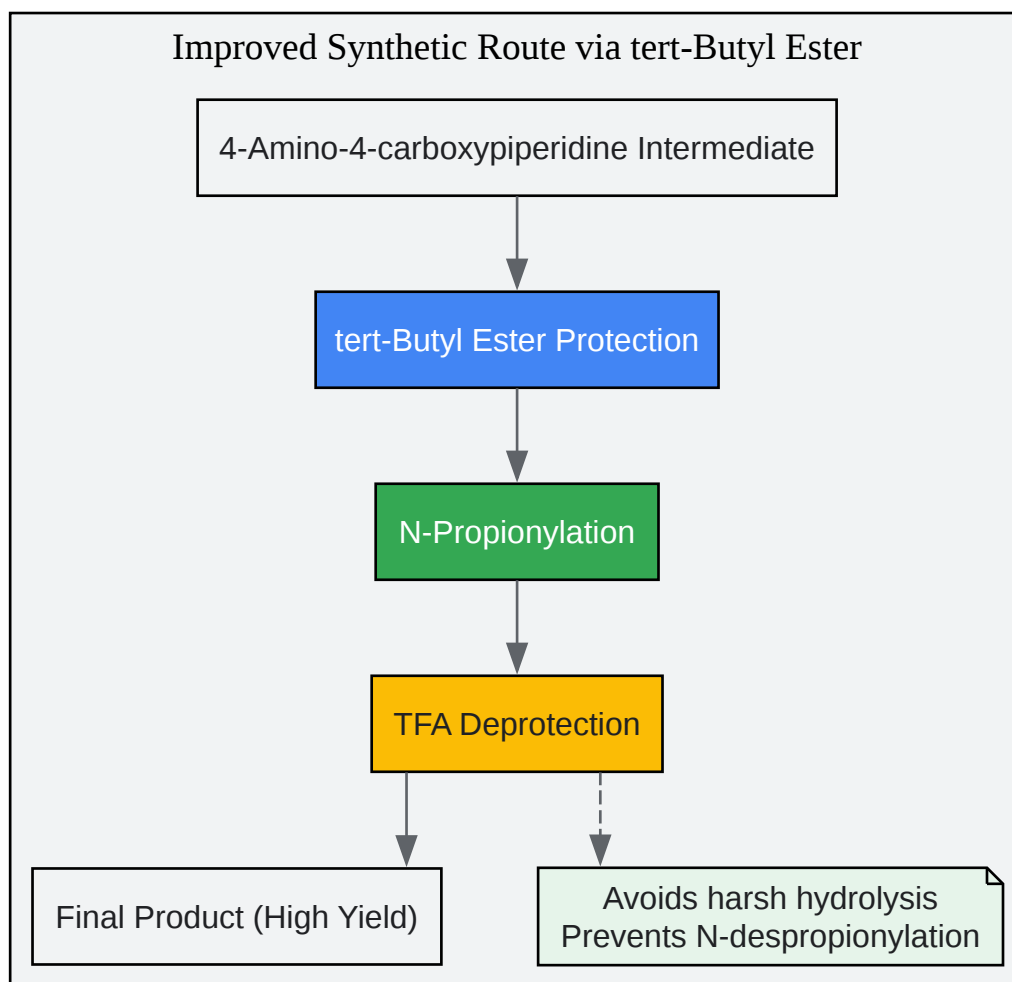 Improved Synthetic Route via tert-Butyl Ester
4-Amino-4-carboxypiperidine Intermediate
tert-Butyl Ester Protection
N-Propionylation
TFA Deprotection
Final Product (High Yield)
Avoids harsh hydrolysis
Prevents N-despropionylation